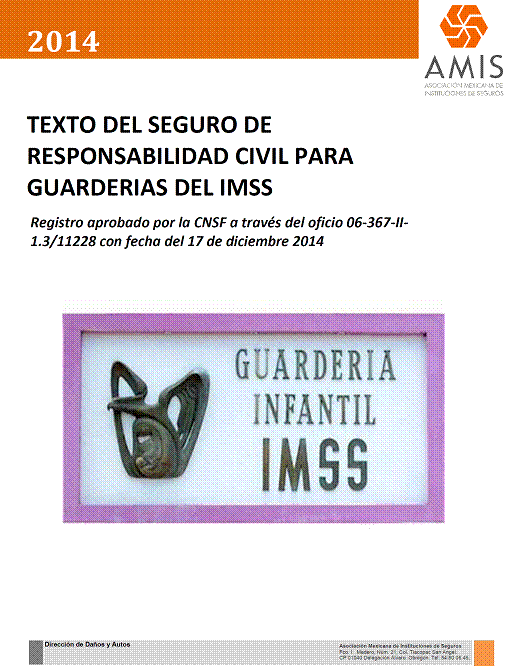 2014
AMIS
ASOCIACIÓN MEXICANA DE
INSTITUCIONES DE SEGUROS
TEXTO DEL SEGURO DE
RESPONSABILIDAD CIVIL PARA
GUARDERIAS DEL IMSS
Registro aprobado por la CNSF a través del oficio 06-367-II-
1.3/11228 con fecha del 17 de diciembre 2014
GUARDERIA
INFANTIL
IMSS
Dirección de Daños y Autos
Asociación Mexicana de Instituciones de Seguros
Fco. I. Madero, Núm. 21, Col. Tlacopac San Angel,
CP 01040 Delegación Alvaro Obregón. Tel: 54 80 06 46,